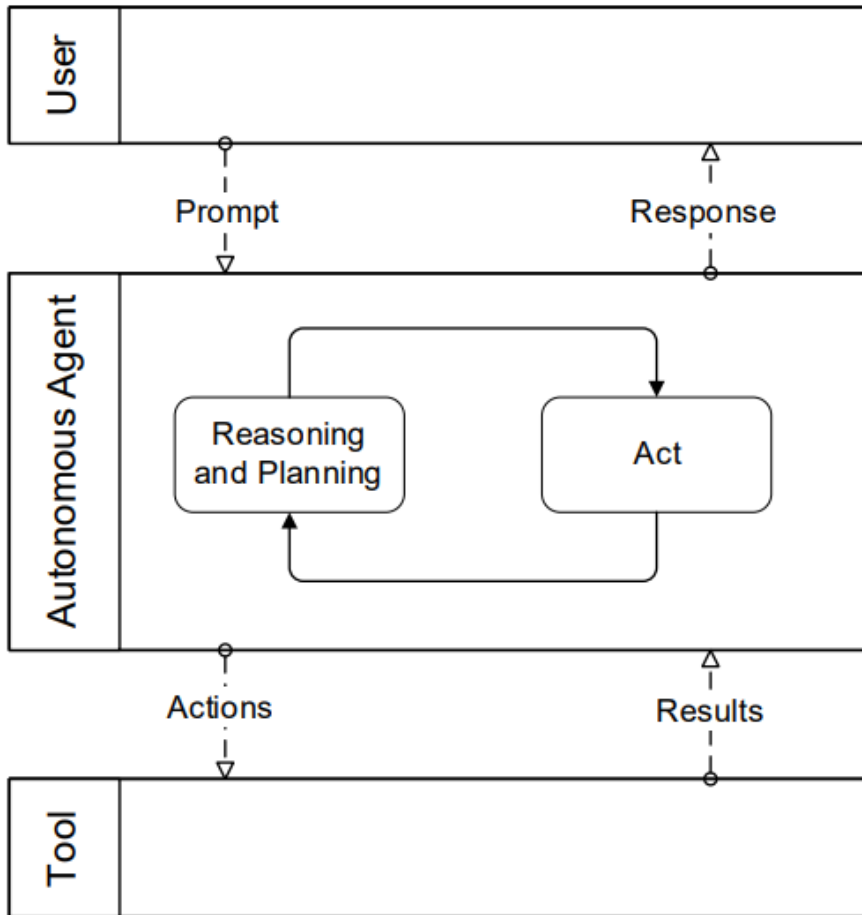 User
Prompt
Response
Autonomous Agent
Reasoning
and Planning
Act
Actions
Results
Tool